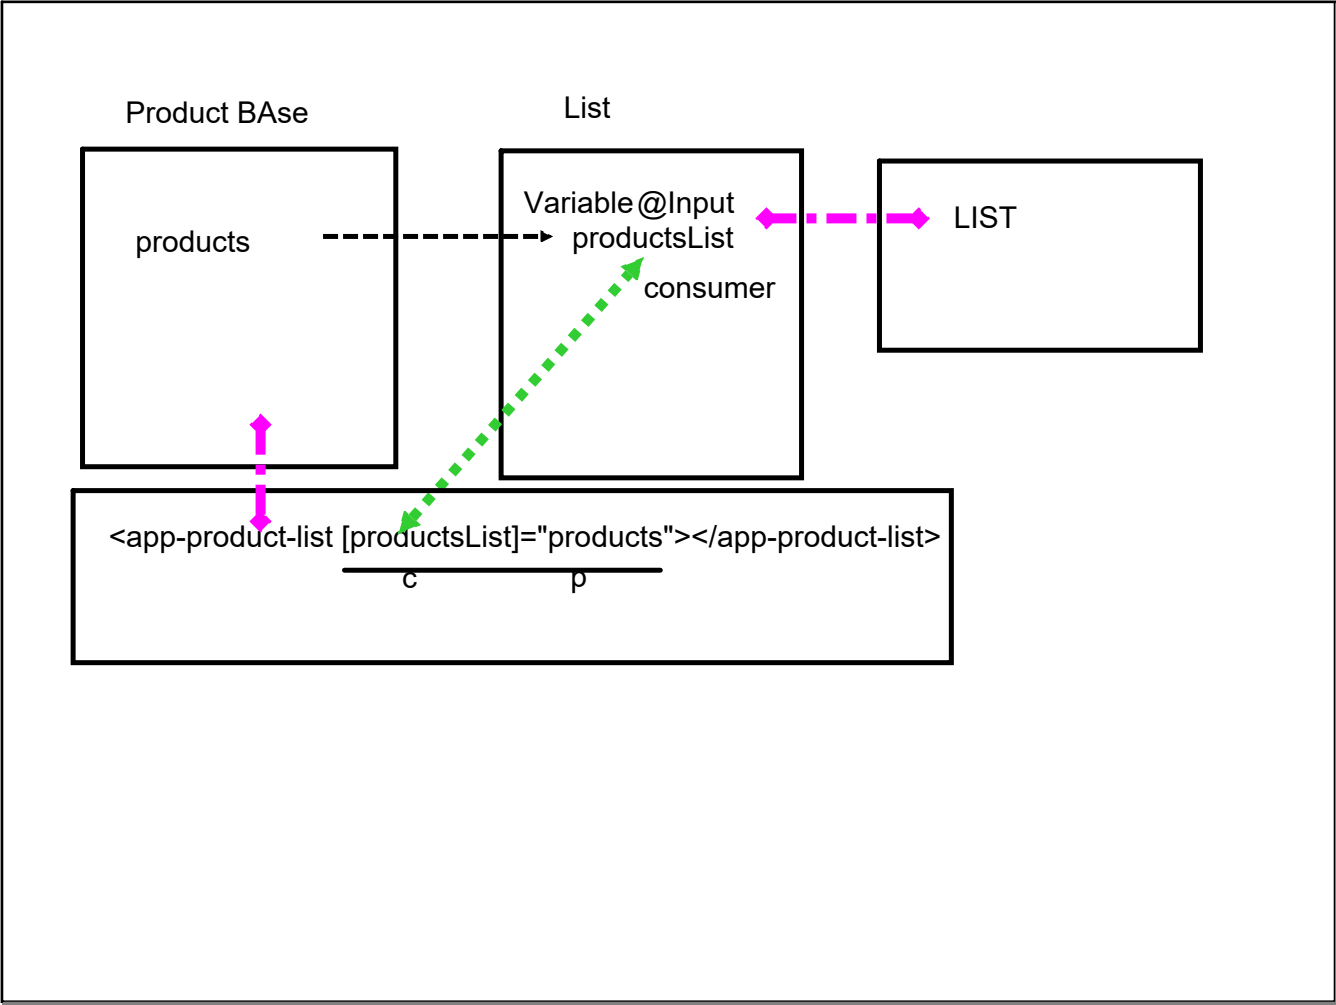 Product BAse
List
products
Variable @Input
productsList
consumer
LIST
<app-product-list [productsList]="products"></app-product-list>
c p